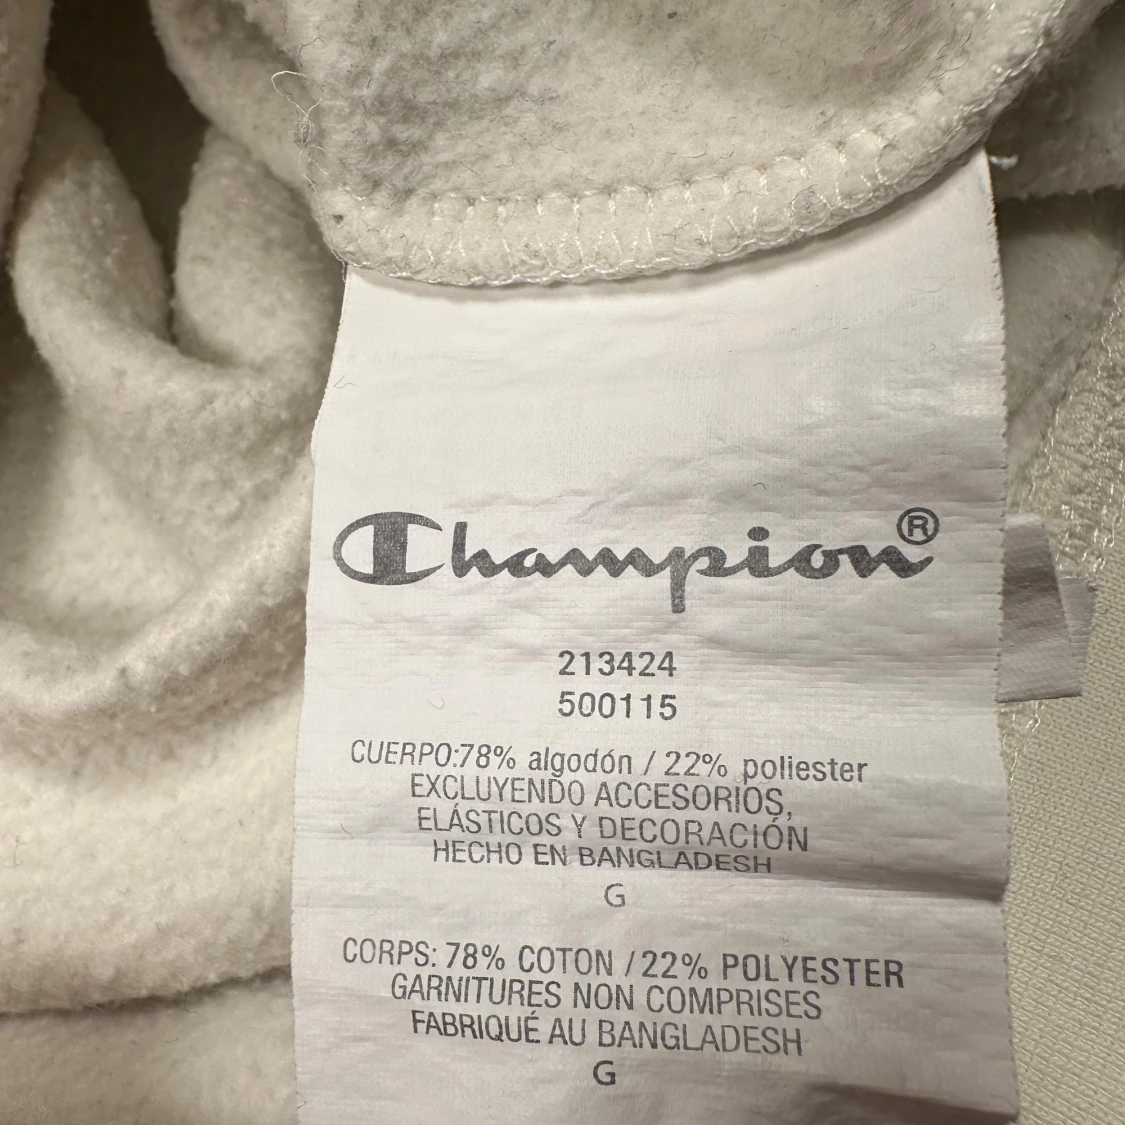 Champion®
213424
500115
CUERPO:78% algodón / 22% poliester
EXCLUYENDO ACCESORIOS,
ELÁSTICOS Y DECORACIÓN
HECHO EN BANGLADESH
G
CORPS: 78% COTON / 22% POLYESTER
GARNITURES NON COMPRISES
FABRIQUÉ AU BANGLADESH
G